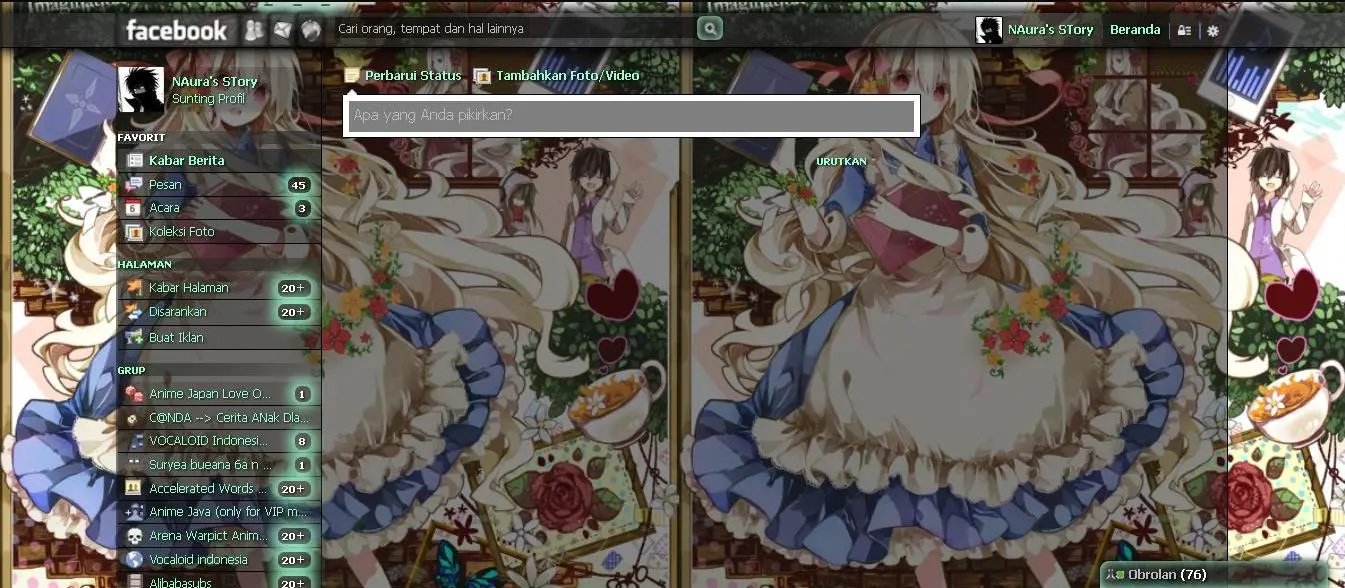 facebook
Cari orang, tempat dan hal lainnya
NAura's STory
Beranda
NAura's STory
Sunting Profil
Perbarui Status
Tambahkan Foto/Video
Apa yang Anda pikirkan?
URUTKAN
FAVORIT
Kabar Berita
Pesan 45
6
Acara 3
Koleksi Foto
HALAMAN
Kabar Halaman 20+
Disarankan 20+
Buat Iklan
GRUP
Anime Japan Love O... 1
C@NDA --> Cerita ANak Dla...
VOCALOID Indonesi... 8
Suryea bueana 6a n ... 1
Accelerated Words ... 20+
Anime Java (only for VIP m...
Arena Warpict Anim... 20+
Vocaloid indonesia 20+
Alibabasubs 20+
Obrolan (76)